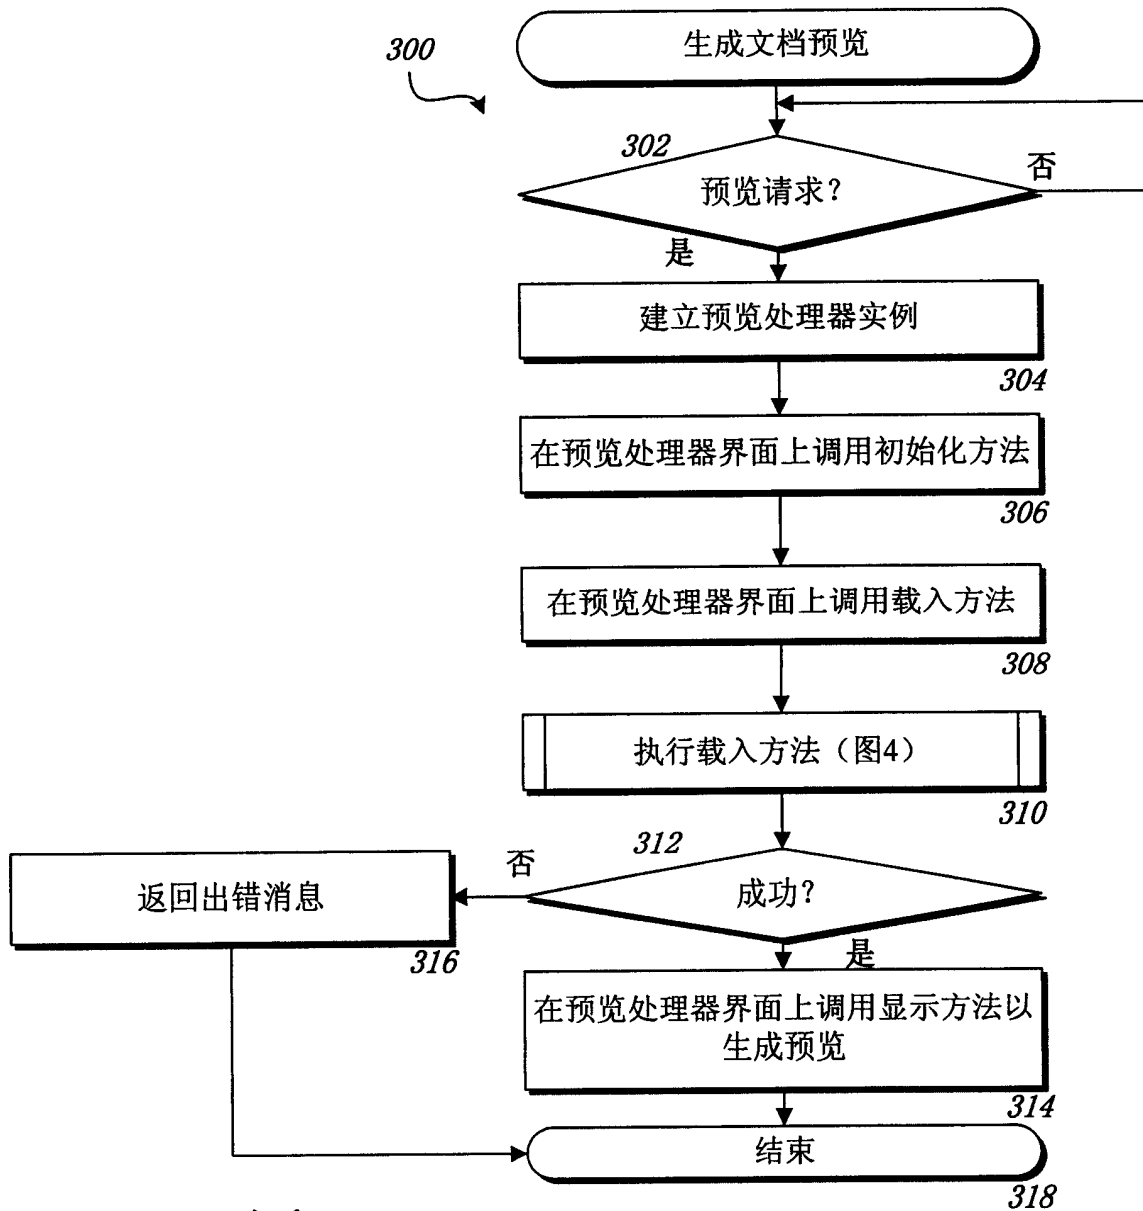 生成文档预览
300
302
预览请求?
否
是
建立预览处理器实例
304
在预览处理器界面上调用初始化方法
306
在预览处理器界面上调用载入方法
308
执行载入方法（图4）
310
312
否
成功?
返回出错消息
316
是
在预览处理器界面上调用显示方法以
生成预览
314
结束
318